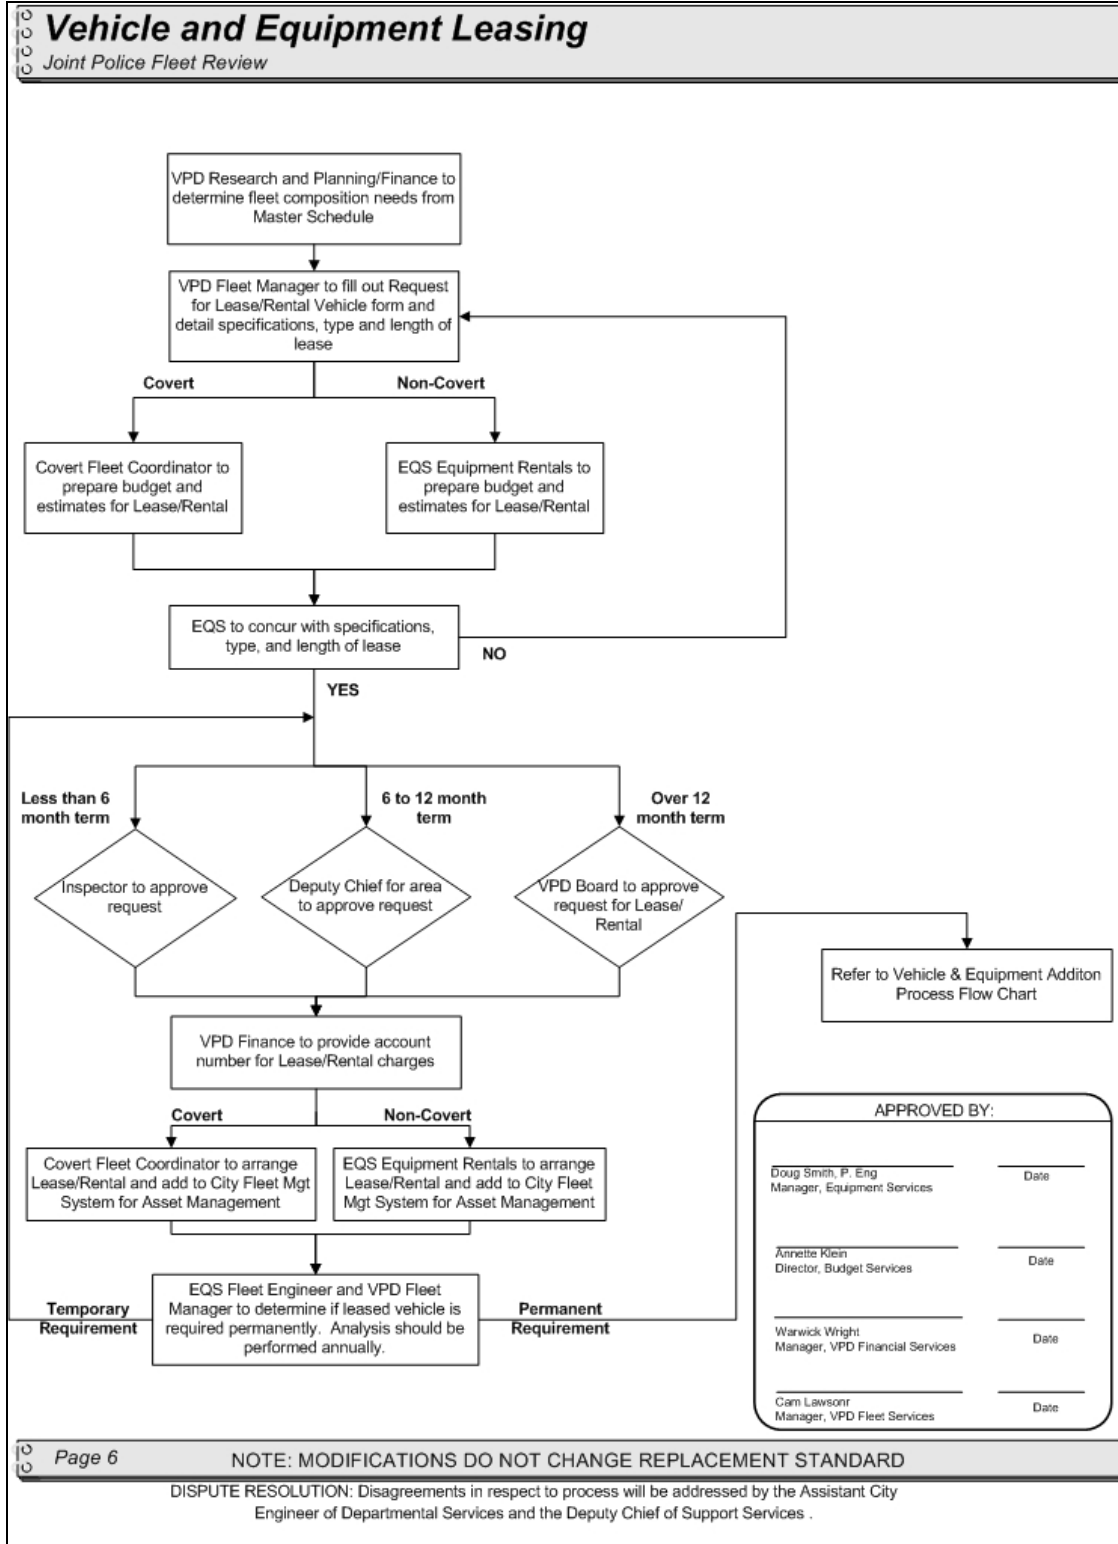 Vehicle and Equipment Leasing
Joint Police Fleet Review
VPD Research and Planning/Finance to
determine fleet composition needs from
Master Schedule
VPD Fleet Manager to fill out Request
for Lease/Rental Vehicle form and
detail specifications, type and length of
lease
Covert
Non-Covert
Covert Fleet Coordinator to
prepare budget and
estimates for Lease/Rental
EQS Equipment Rentals to
prepare budget and
estimates for Lease/Rental
EQS to concur with specifications,
type, and length of lease
NO
YES
Less than 6
month term
6 to 12 month
term
Over 12
month term
Inspector to approve
request
Deputy Chief for area
to approve request
VPD Board to approve
request for Lease/
Rental
Refer to Vehicle & Equipment Additon
Process Flow Chart
VPD Finance to provide account
number for Lease/Rental charges
Covert
Non-Covert
Covert Fleet Coordinator to arrange
Lease/Rental and add to City Fleet Mgt
System for Asset Management
EQS Equipment Rentals to arrange
Lease/Rental and add to City Fleet
Mgt System for Asset Management
EQS Fleet Engineer and VPD Fleet
Manager to determine if leased vehicle is
required permanently. Analysis should be
performed annually.
Temporary
Requirement
Permanent
Requirement
APPROVED BY:
Doug Smith, P. Eng
Manager, Equipment Services
Date
Annette Klein
Director, Budget Services
Date
Warwick Wright
Manager, VPD Financial Services
Date
Cam Lawsonr
Manager, VPD Fleet Services
Date
Page 6
NOTE: MODIFICATIONS DO NOT CHANGE REPLACEMENT STANDARD
DISPUTE RESOLUTION: Disagreements in respect to process will be addressed by the Assistant City
Engineer of Departmental Services and the Deputy Chief of Support Services .